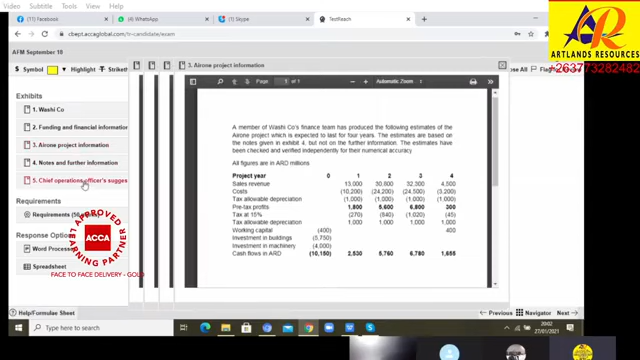 Video Subtitle Tools View Help
(1) Facebook
(2) WhatsApp
Skype
TestReach
cbept.accaglobal.com/tr-candidate/exam
AFM September 18
Symbol Highlight Striketh
Close All Flag
Exhibits
1. Washi Co
2. Funding and financial information
3. Airone project information
4. Notes and further information
5. Chief operations officer's sugges
Requirements
Requirements (50
Response Optio
Word Process
Spreadsheet
Help/Formulae Sheet
3. Airone project information
Page 1 of 1
Automatic Zoom
A member of Washi Co's finance team has produced the following estimates of the
Airone project which is expected to last for four years. The estimates are based on
the notes given in exhibit 4, but not on the further information. The estimates have
been checked and verified independently for their numerical accuracy.
All figures are in ARD millions
Project year 1 2 3 4
Sales revenue 13,000 30,800 32,300 4,500
Costs (10,200) (24,200) (24,500) (3,200)
Tax allowable depreciation (1,000) (1,000) (1,000) (1,000)
Pre-tax profits 1,800 5,600 6,800 300
Tax at 15% (270) (840) (1,020) (45)
Tax allowable depreciation 1,000 1,000 1,000 1,000
Working capital (400) 400
Investment in buildings (5,750)
Investment in machinery (4,000)
Cash flows in ARD (10,150) 2,530 5,760 6,780 1,655
Previous Navigator Next
Type here to search
20:02
27/01/2021
ARTLANDS RESOURCES
+263773282482
APPROVED
LEARNING PARTNER
ACCA
FACE TO FACE DELIVERY - GOLD